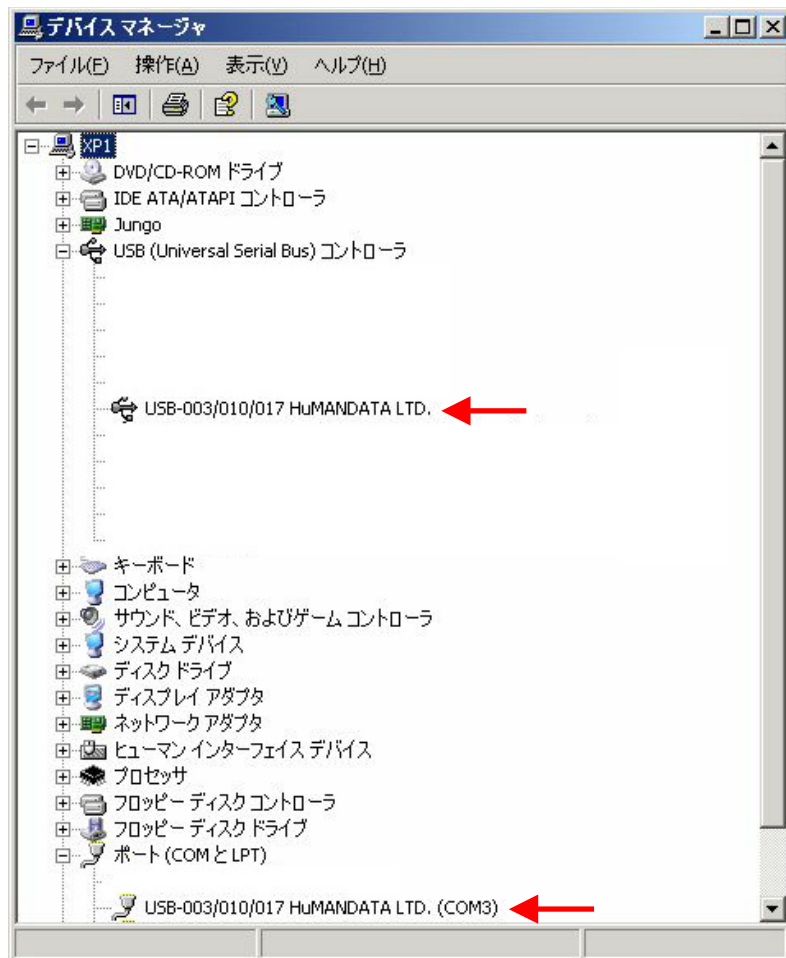 デバイス マネージャ
ファイル(F) 操作(A) 表示(V) ヘルプ(H)
XP1
DVD/CD-ROM ドライブ
IDE ATA/ATAPI コントローラ
Jungo
USB (Universal Serial Bus) コントローラ
USB-003/010/017 HuMANDATA LTD.
キーボード
コンピュータ
サウンド、ビデオ、およびゲーム コントローラ
システム デバイス
ディスク ドライブ
ディスプレイ アダプタ
ネットワーク アダプタ
ヒューマン インターフェイス デバイス
プロセッサ
フロッピー ディスク コントローラ
フロッピー ディスク ドライブ
ポート (COM と LPT)
USB-003/010/017 HuMANDATA LTD. (COM3)